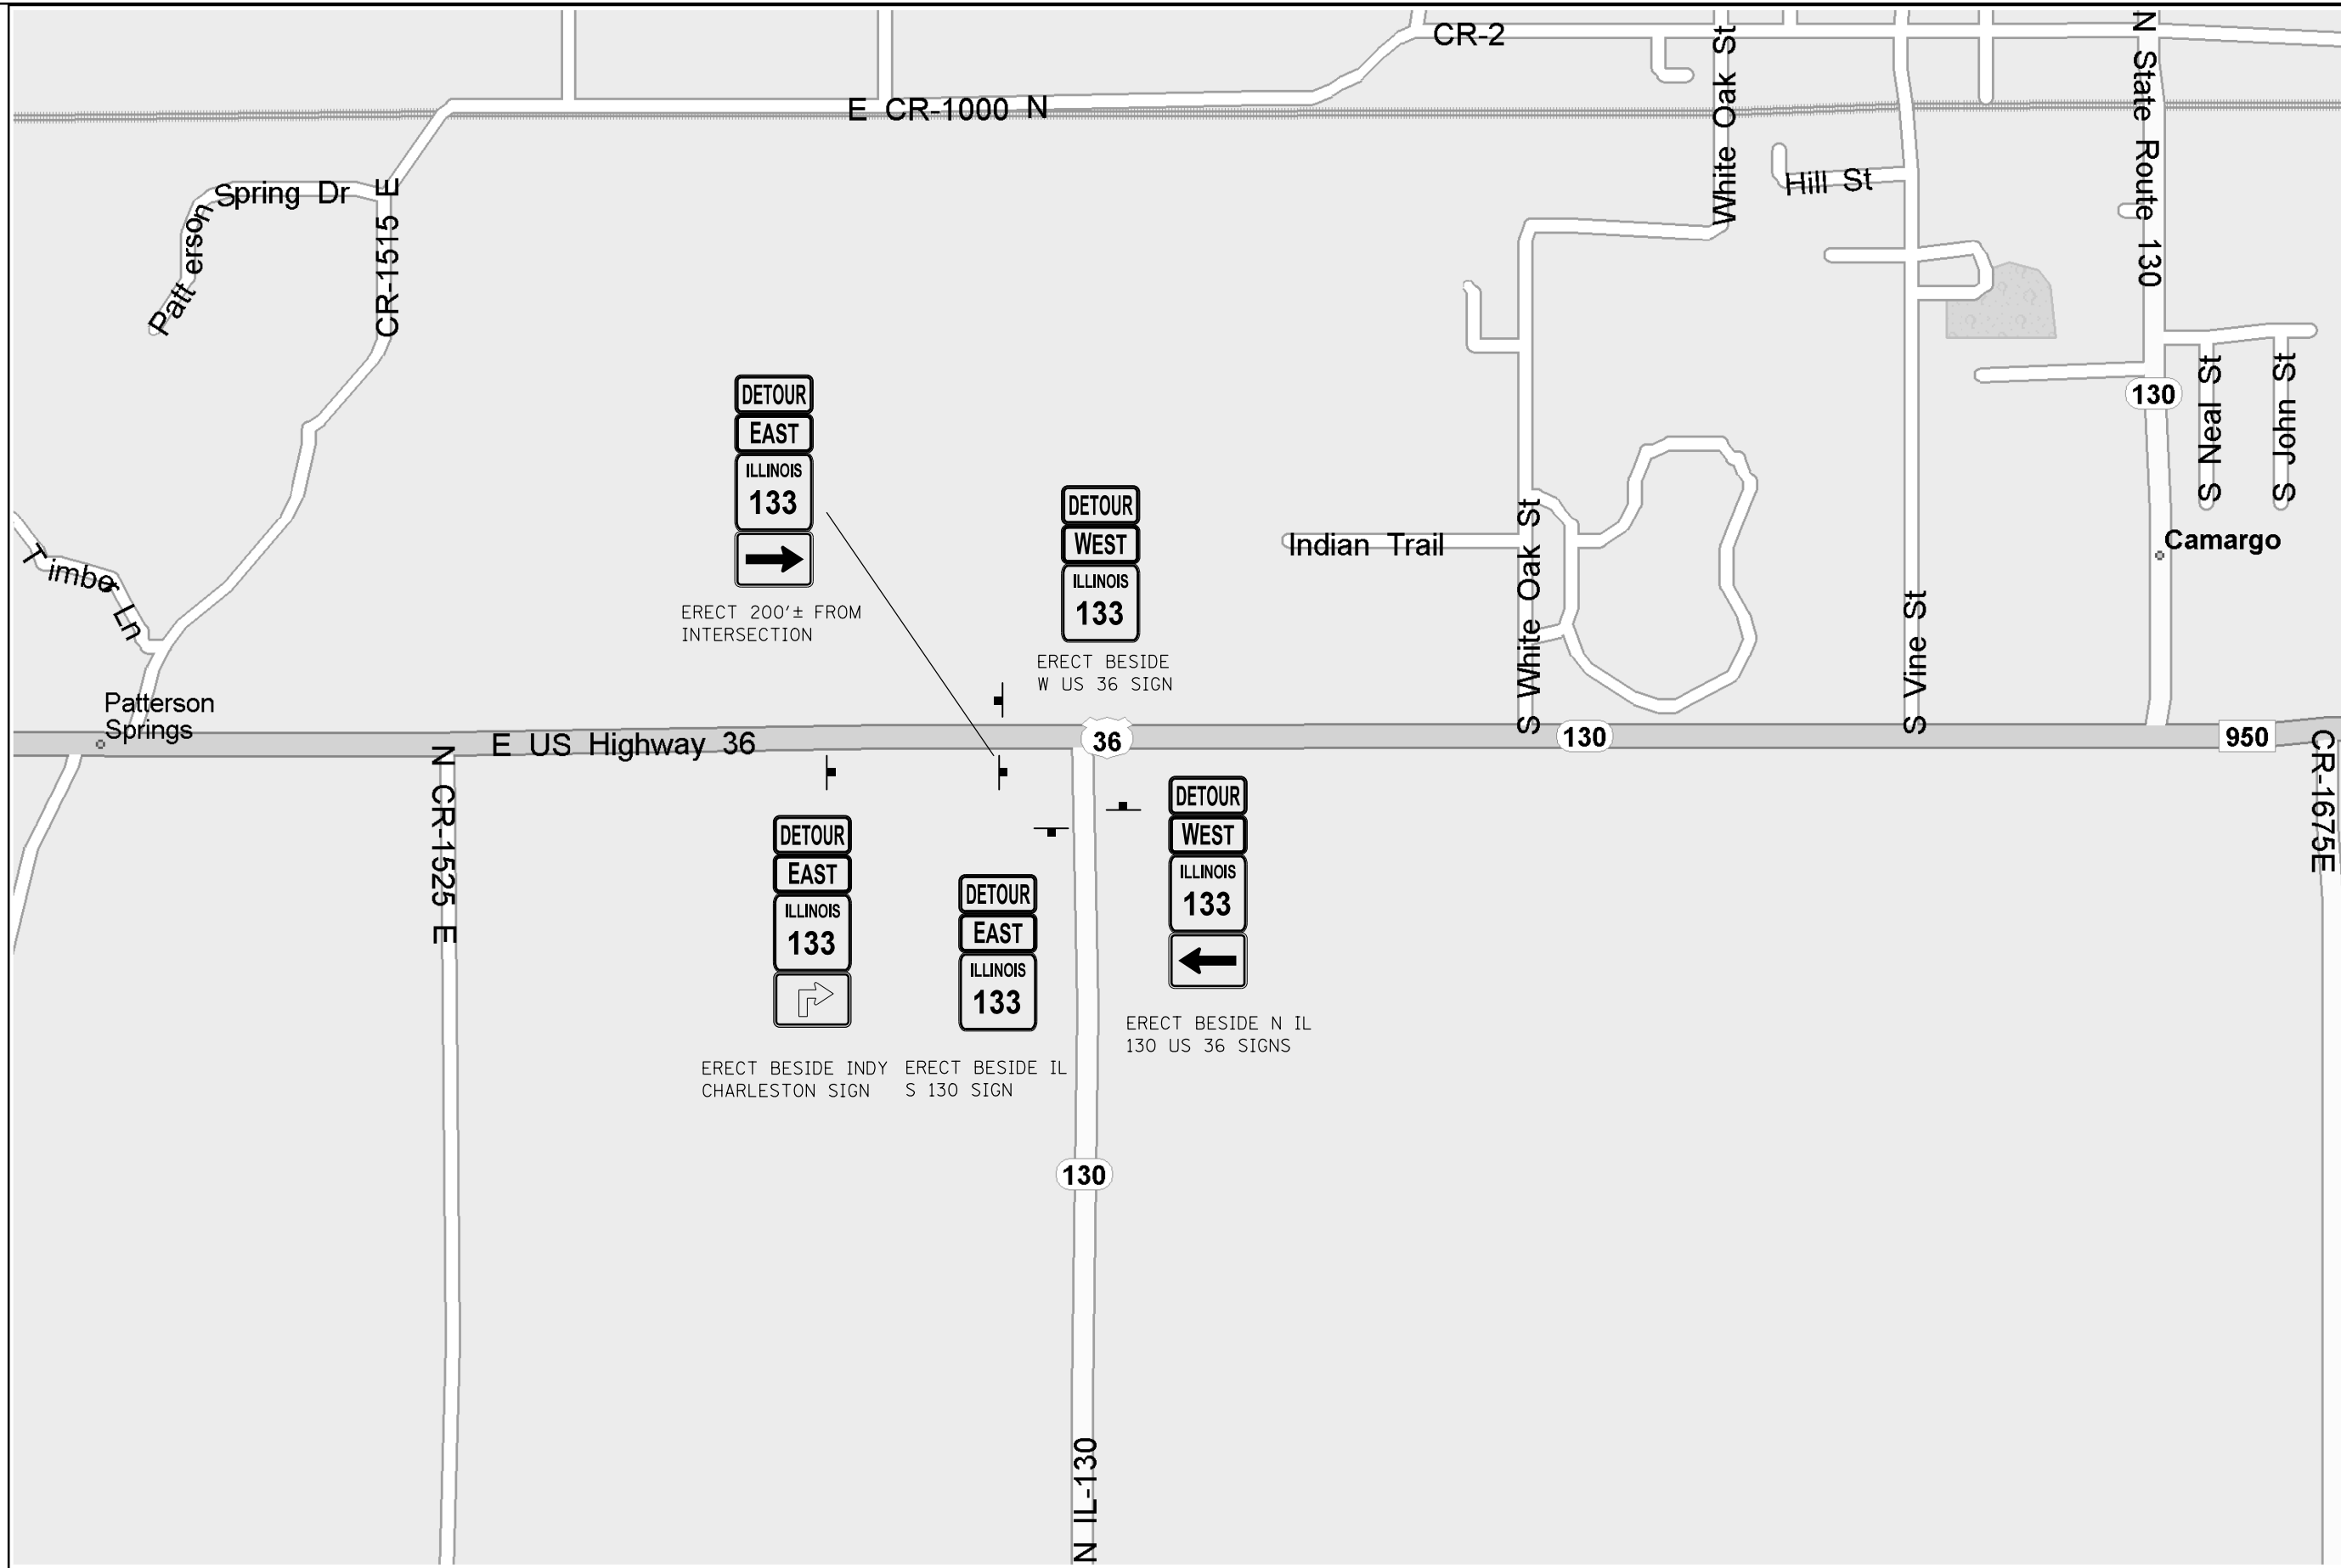 CR-2
E CR-1000 N
S White Oak St
N State Route 130
Hill St
Patterson Spring Dr
CR-1515 E
130
S Neal St
S John St
Camargo
DETOUR
EAST
ILLINOIS
133
ERECT 200'± FROM
INTERSECTION
DETOUR
WEST
ILLINOIS
133
ERECT BESIDE
W US 36 SIGN
Indian Trail
S White Oak St
S Vine St
Timber Ln
Patterson
Springs
E US Highway 36
36
130
950
N CR-1525 E
CR-1675E
DETOUR
EAST
ILLINOIS
133
ERECT BESIDE INDY
CHARLESTON SIGN
DETOUR
EAST
ILLINOIS
133
ERECT BESIDE IL
S 130 SIGN
DETOUR
WEST
ILLINOIS
133
ERECT BESIDE N IL
130 US 36 SIGNS
130
N IL-130